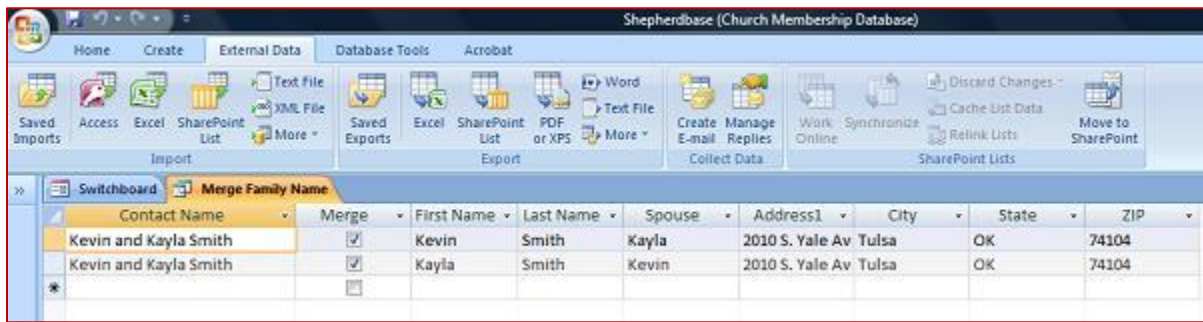 Shepherdbase (Church Membership Database)
Home Create External Data Database Tools Acrobat
Saved Imports
Access
Excel
SharePoint List
Text File
XML File
More
Import
Saved Exports
Excel
SharePoint List
PDF or XPS
Word
Text File
More
Export
Create E-mail
Manage Replies
Collect Data
Work Online
Synchronize
Discard Changes
Cache List Data
Relink Lists
Move to SharePoint
SharePoint Lists
Switchboard Merge Family Name
Contact Name Merge First Name Last Name Spouse Address1 City State ZIP
Kevin and Kayla Smith Kevin Smith Kayla 2010 S. Yale Av Tulsa OK 74104
Kevin and Kayla Smith Kayla Smith Kevin 2010 S. Yale Av Tulsa OK 74104